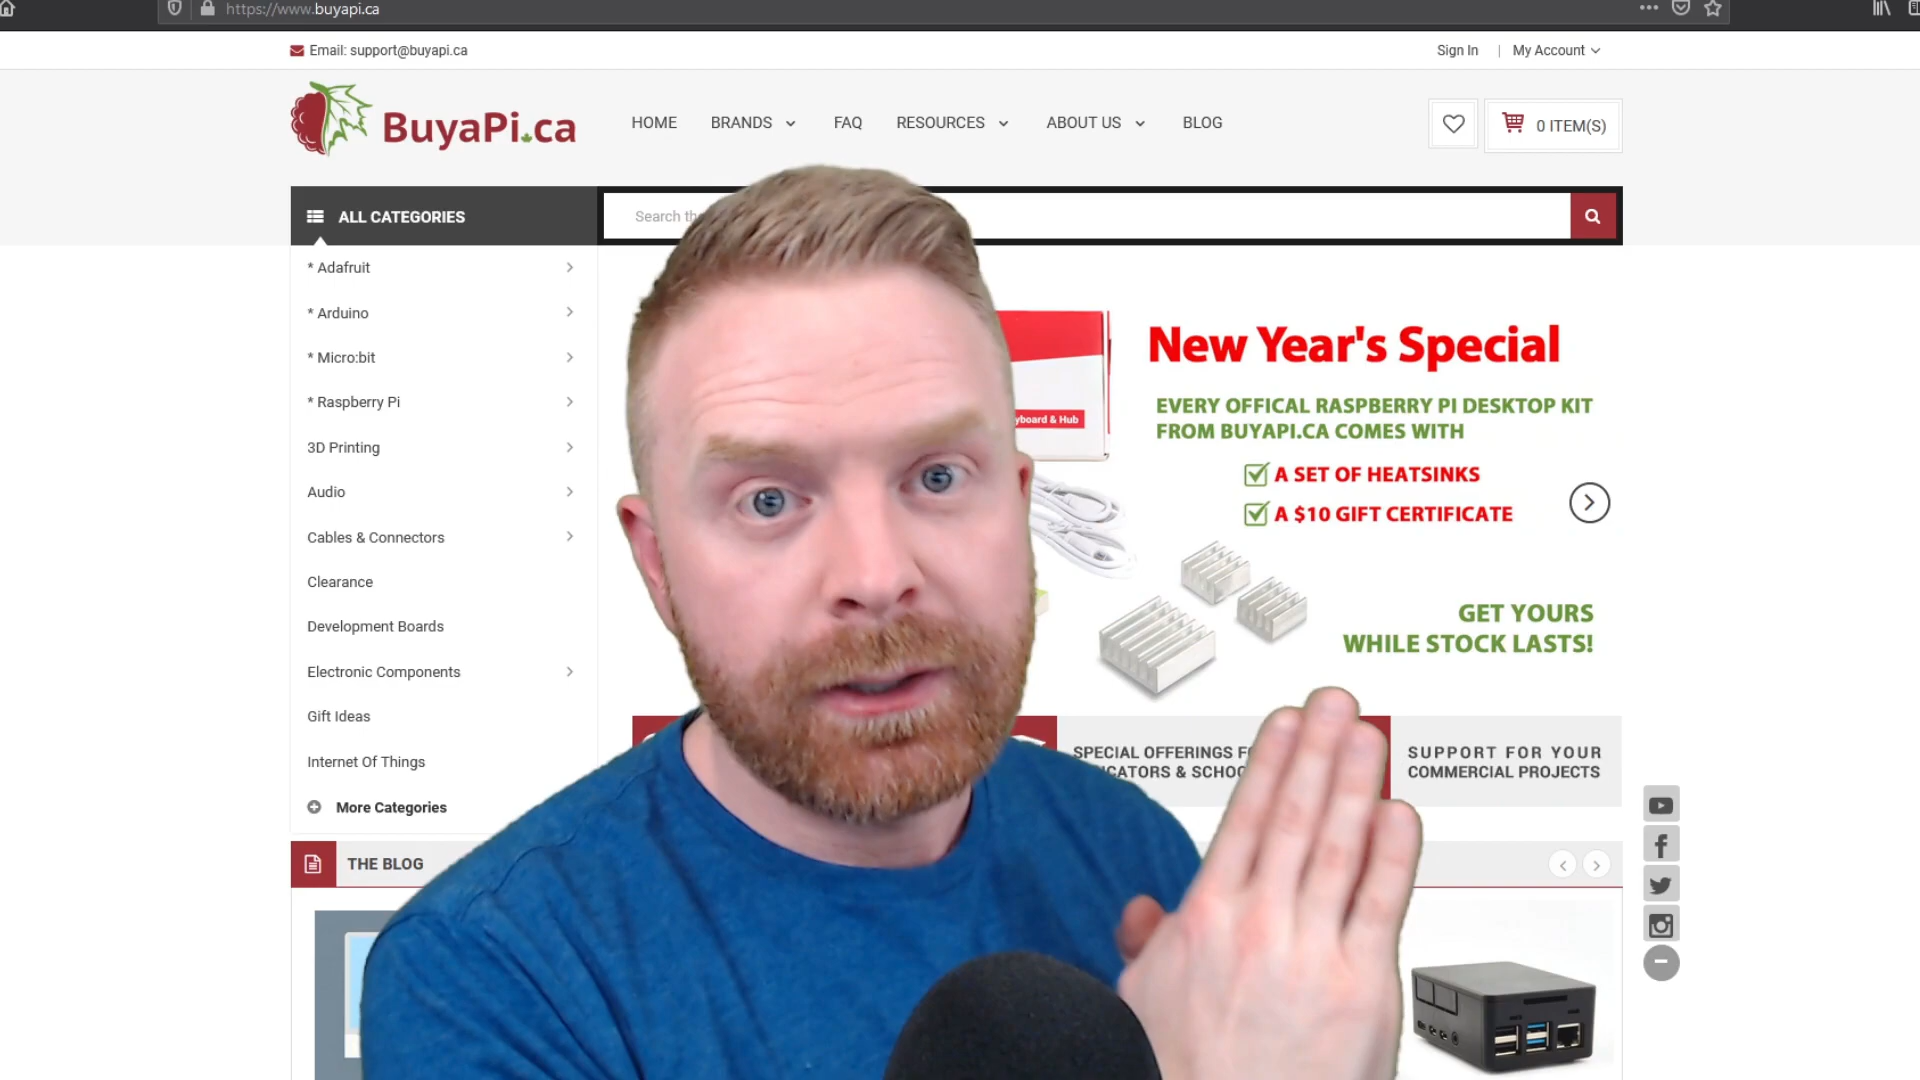 https://www.buyapi.ca
Email: support@buyapi.ca
Sign In | My Account
BuyaPi.ca
HOME
BRANDS
FAQ
RESOURCES
ABOUT US
BLOG
0 ITEM(S)
ALL CATEGORIES
Search
* Adafruit
* Arduino
* Micro:bit
* Raspberry Pi
3D Printing
Audio
Cables & Connectors
Clearance
Development Boards
Electronic Components
Gift Ideas
Internet Of Things
More Categories
& Hub
New Year's Special
EVERY OFFICAL RASPBERRY PI DESKTOP KIT
FROM BUYAPI.CA COMES WITH
A SET OF HEATSINKS
A $10 GIFT CERTIFICATE
GET YOURS
WHILE STOCK LASTS!
SPECIAL OFFERINGS
&
SUPPORT FOR YOUR
COMMERCIAL PROJECTS
THE BLOG